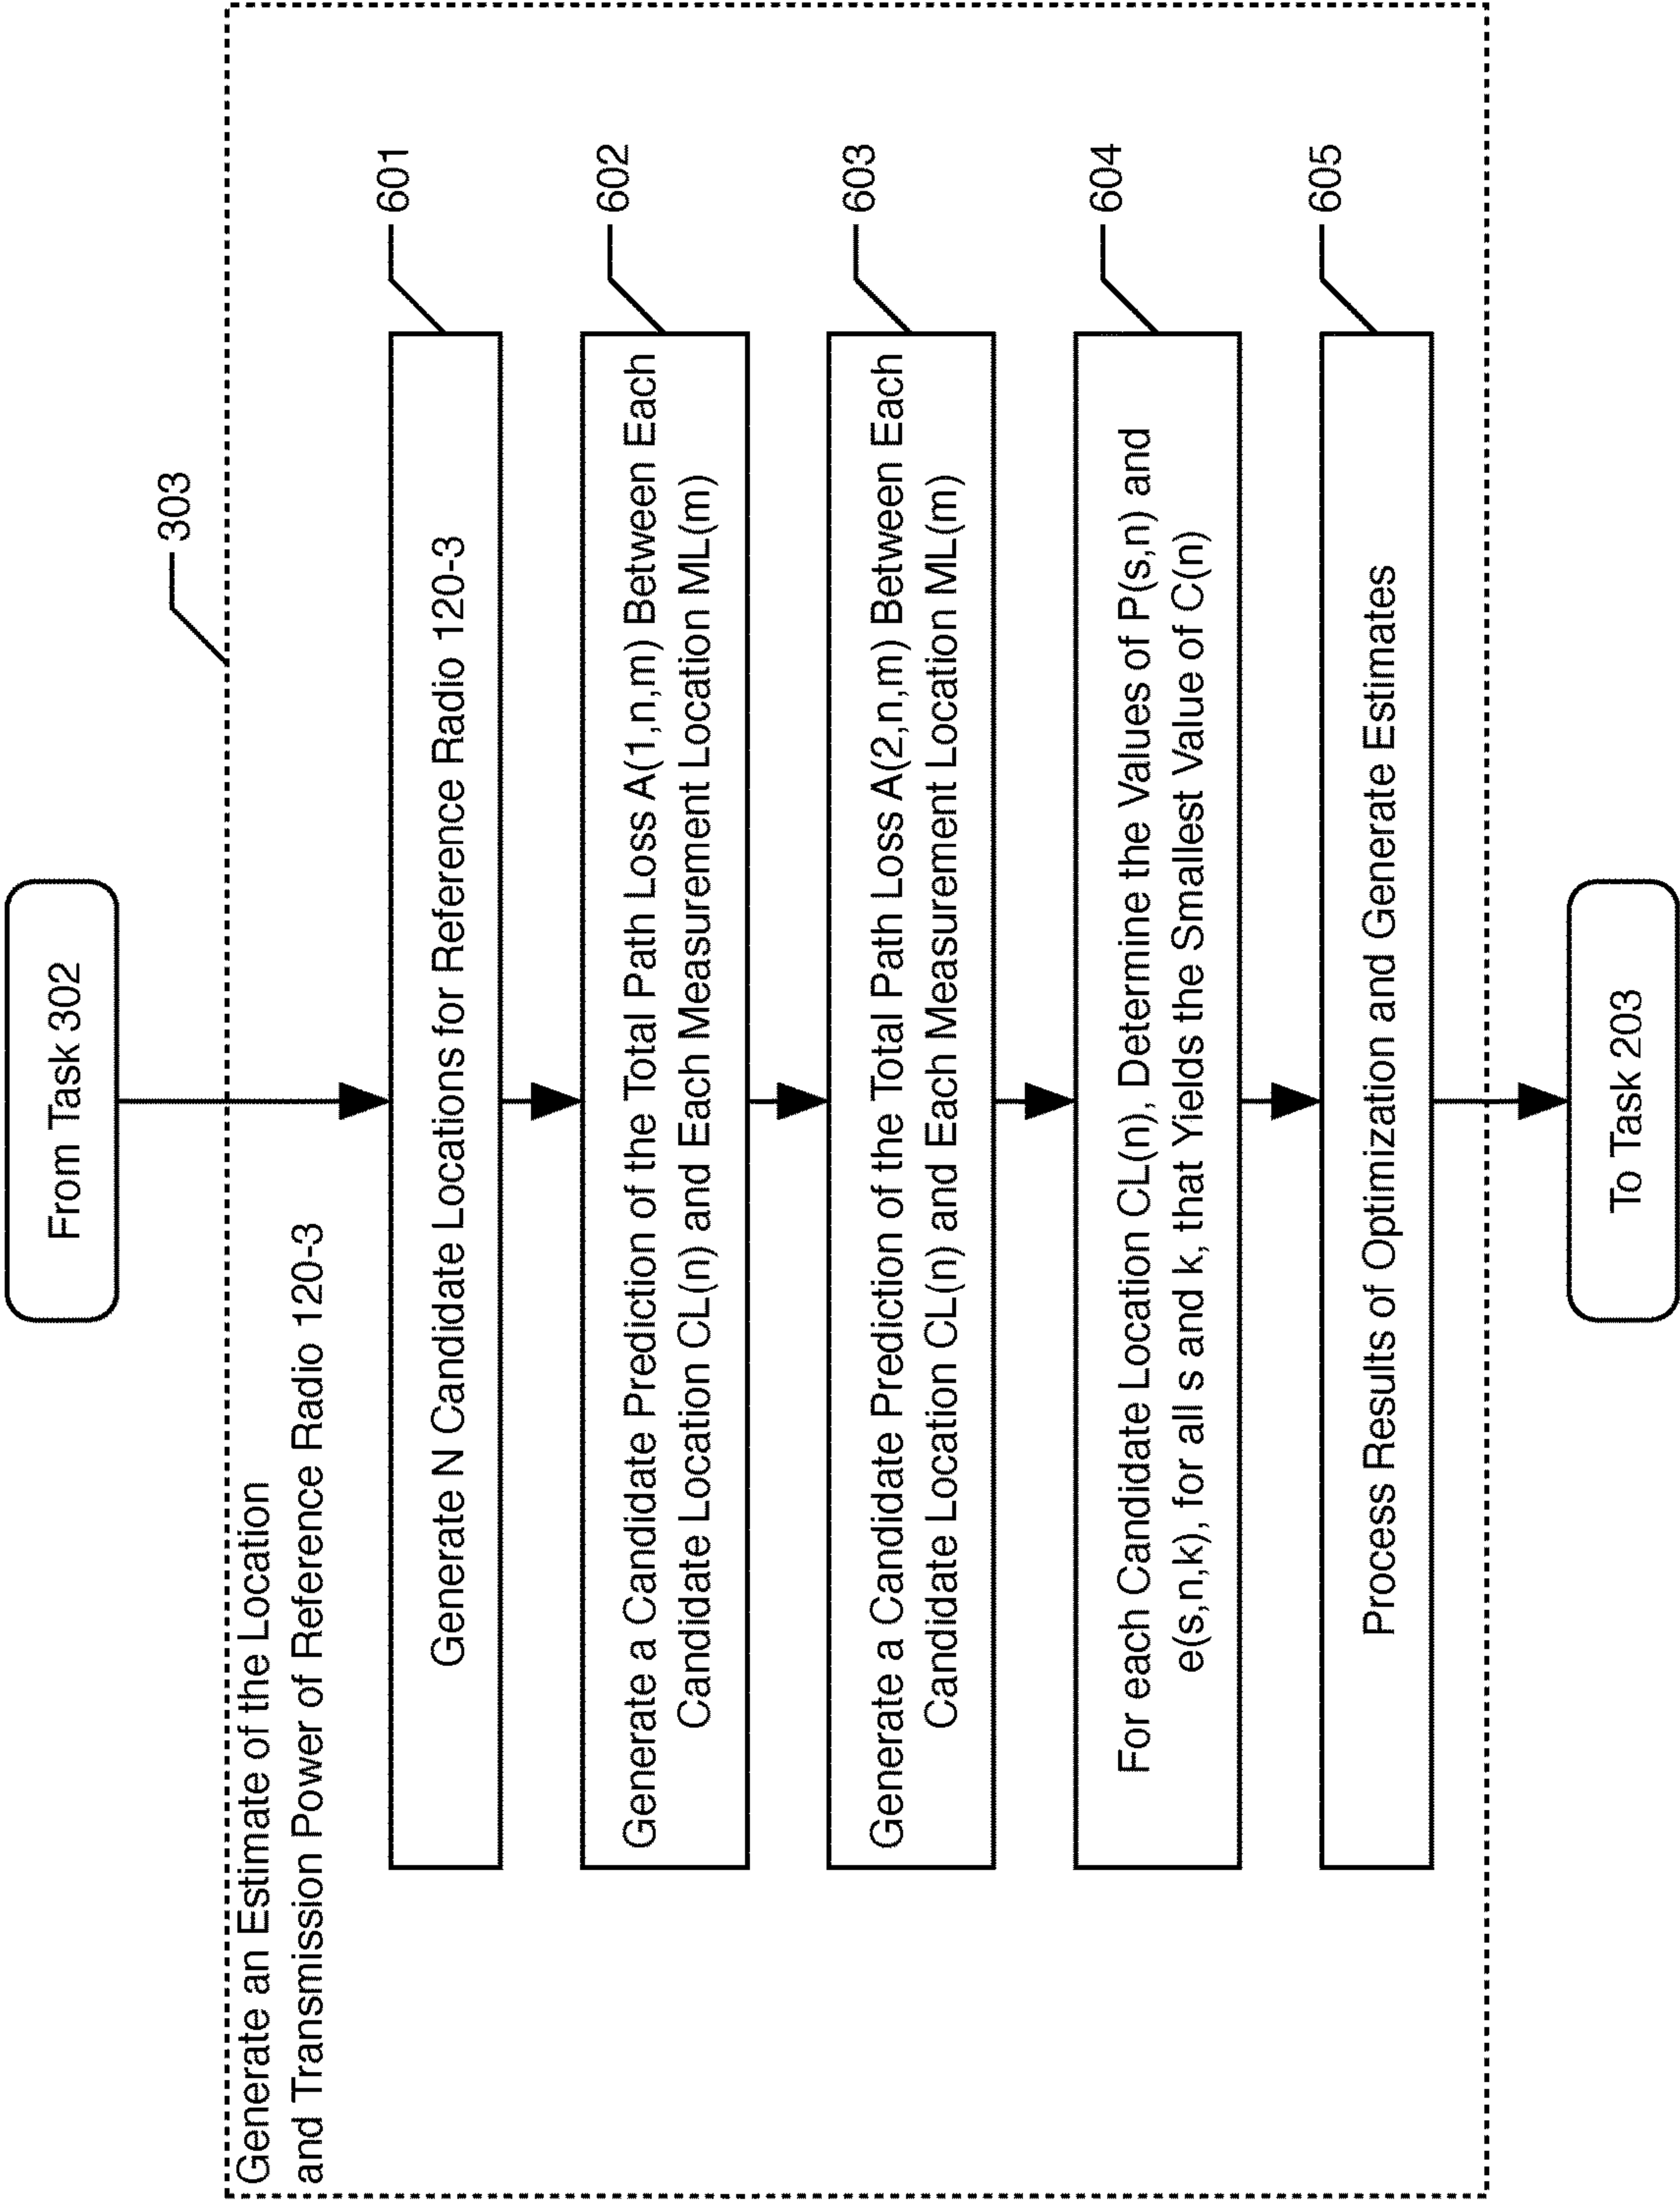 From Task 302
303
Generate an Estimate of the Location
and Transmission Power of Reference Radio 120-3
601
Generate N Candidate Locations for Reference Radio 120-3
602
Generate a Candidate Prediction of the Total Path Loss A(1,n,m) Between Each
Candidate Location CL(n) and Each Measurement Location ML(m)
603
Generate a Candidate Prediction of the Total Path Loss A(2,n,m) Between Each
Candidate Location CL(n) and Each Measurement Location ML(m)
604
For each Candidate Location CL(n), Determine the Values of P(s,n) and
e(s,n,k), for all s and k, that Yields the Smallest Value of C(n)
605
Process Results of Optimization and Generate Estimates
To Task 203